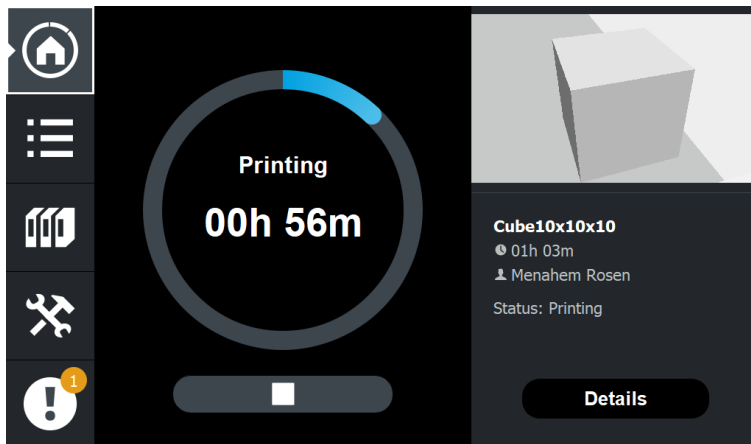 Printing
00h 56m
1
Cube10x10x10
01h 03m
Menahem Rosen
Status: Printing
Details